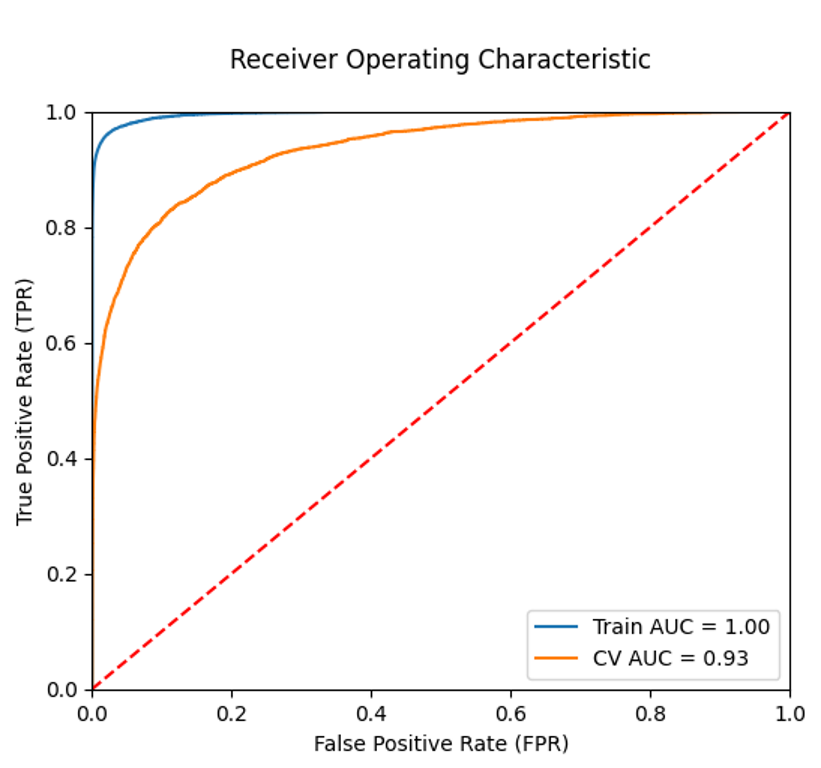 Receiver Operating Characteristic
1.0
0.8
0.6
0.4
0.2
0.0
True Positive Rate (TPR)
Train AUC = 1.00
CV AUC = 0.93
0.0 0.2 0.4 0.6 0.8 1.0
False Positive Rate (FPR)